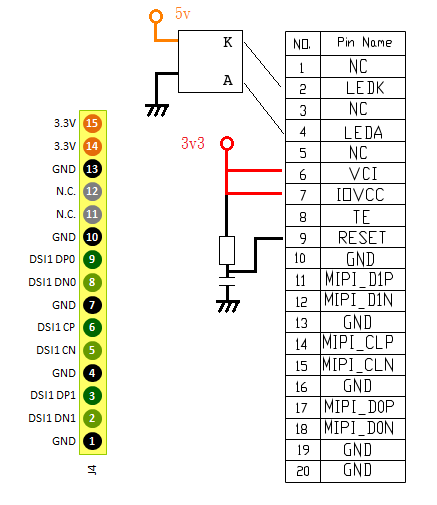 5v
K
A
3v3
3.3V 15
3.3V 14
GND 13
N.C. 12
N.C. 11
GND 10
DSI1 DP0 9
DSI1 DN0 8
GND 7
DSI1 CP 6
DSI1 CN 5
GND 4
DSI1 DP1 3
DSI1 DN1 2
GND 1
J4
NO. Pin Name
1 NC
2 LEDK
3 NC
4 LEDA
5 NC
6 VCI
7 IOVCC
8 TE
9 RESET
10 GND
11 MIPI_D1P
12 MIPI_D1N
13 GND
14 MIPI_CLP
15 MIPI_CLN
16 GND
17 MIPI_D0P
18 MIPI_D0N
19 GND
20 GND